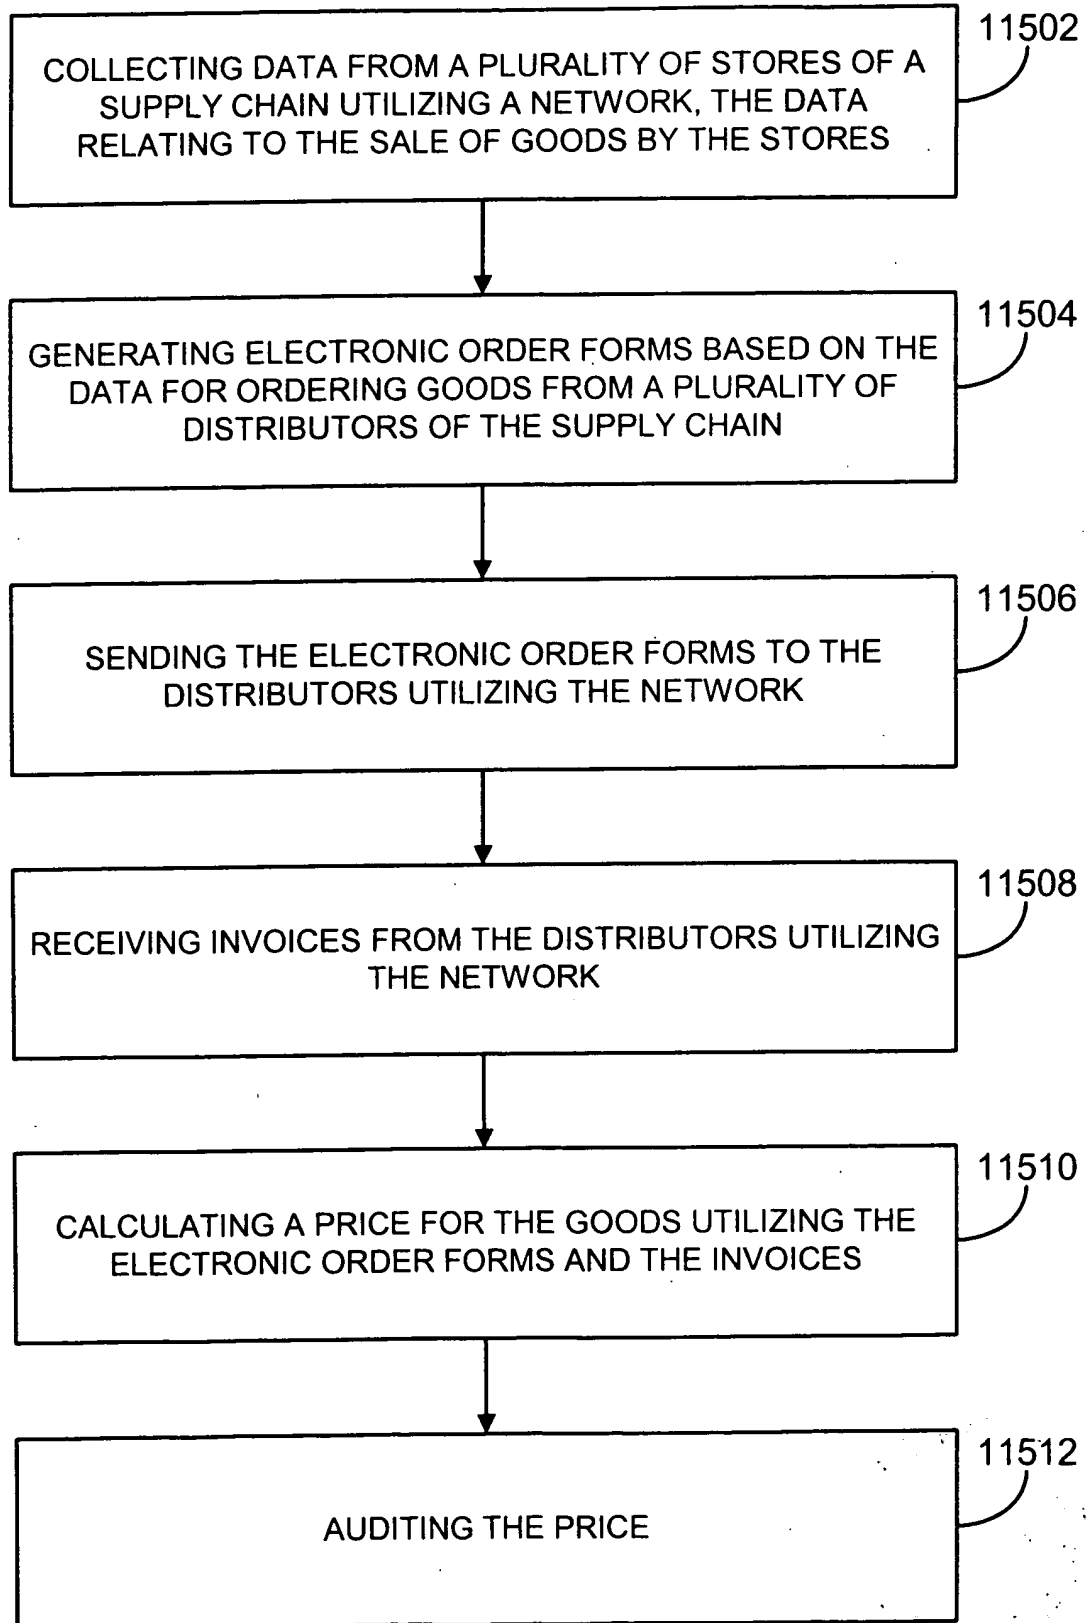 11502
COLLECTING DATA FROM A PLURALITY OF STORES OF A
SUPPLY CHAIN UTILIZING A NETWORK, THE DATA
RELATING TO THE SALE OF GOODS BY THE STORES
11504
GENERATING ELECTRONIC ORDER FORMS BASED ON THE
DATA FOR ORDERING GOODS FROM A PLURALITY OF
DISTRIBUTORS OF THE SUPPLY CHAIN
11506
SENDING THE ELECTRONIC ORDER FORMS TO THE
DISTRIBUTORS UTILIZING THE NETWORK
11508
RECEIVING INVOICES FROM THE DISTRIBUTORS UTILIZING
THE NETWORK
11510
CALCULATING A PRICE FOR THE GOODS UTILIZING THE
ELECTRONIC ORDER FORMS AND THE INVOICES
11512
AUDITING THE PRICE